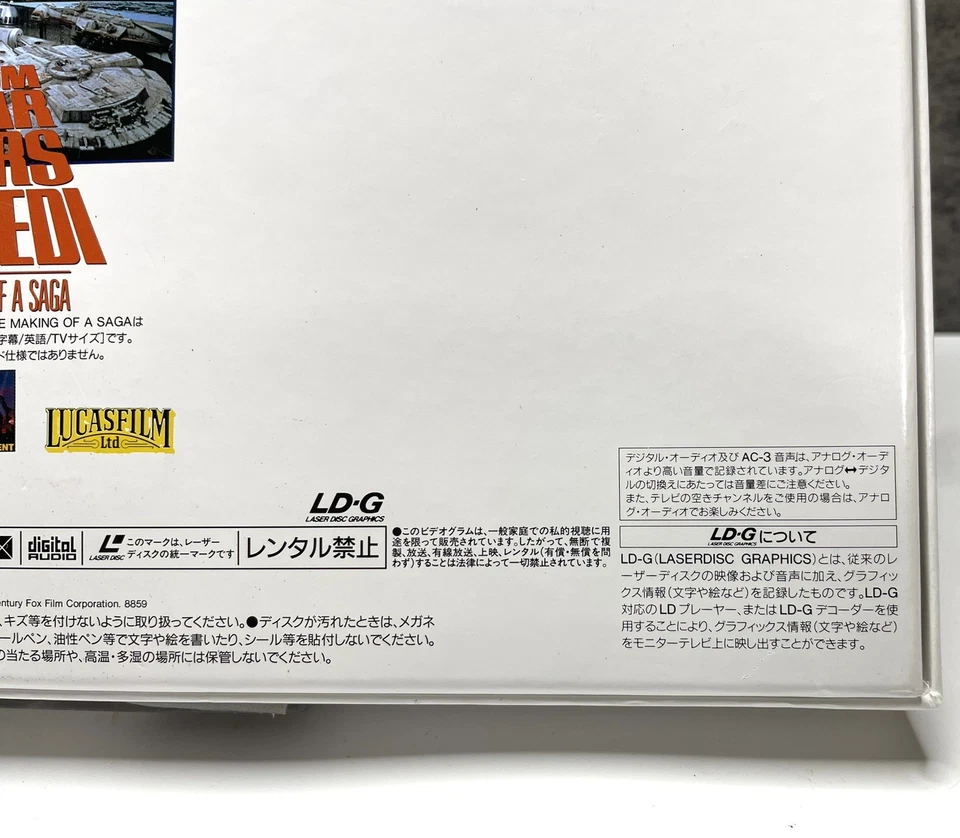 M
AR
RS
EDI
F A SAGA
E MAKING OF A SAGAは
字幕/英語/TVサイズ]です。
ド仕様ではありません。
ENT
LUCASFILM
Ltd
LD-G
LASER DISC GRAPHICS
digital
AUDIO
LASER DISC
このマークは、レーザー
ディスクの統一マークです
レンタル禁止
●このビデオグラムは、一般家庭での私的視聴に用
途を限って販売されています。したがって、無断で複
製、放送、有線放送、上映、レンタル(有償・無償を問
わず)することは法律によって一切禁止されています。
entury Fox Film Corporation. 8859
、キズ等を付けないように取り扱ってください。●ディスクが汚れたときは、メガネ
ールペン、油性ペン等で文字や絵を書いたり、シール等を貼付しないでください。
の当たる場所や、高温・多湿の場所には保管しないでください。
デジタル・オーディオ及び AC-3 音声は、アナログ・オーデ
ィオより高い音量で記録されています。アナログ↔デジタ
ルの切換えにあたっては音量差にご注意ください。
また、テレビの空きチャンネルをご使用の場合は、アナロ
グ・オーディオでお楽しみください。
LD-Gについて
LASER DISC GRAPHICS
LD-G(LASERDISC GRAPHICS)とは、従来のレ
ーザーディスクの映像および音声に加え、グラフィッ
クス情報(文字や絵など)を記録したものです。LD-G
対応の LD プレーヤー、または LD-G デコーダーを使
用することにより、グラフィックス情報(文字や絵など)
をモニターテレビ上に映し出すことができます。